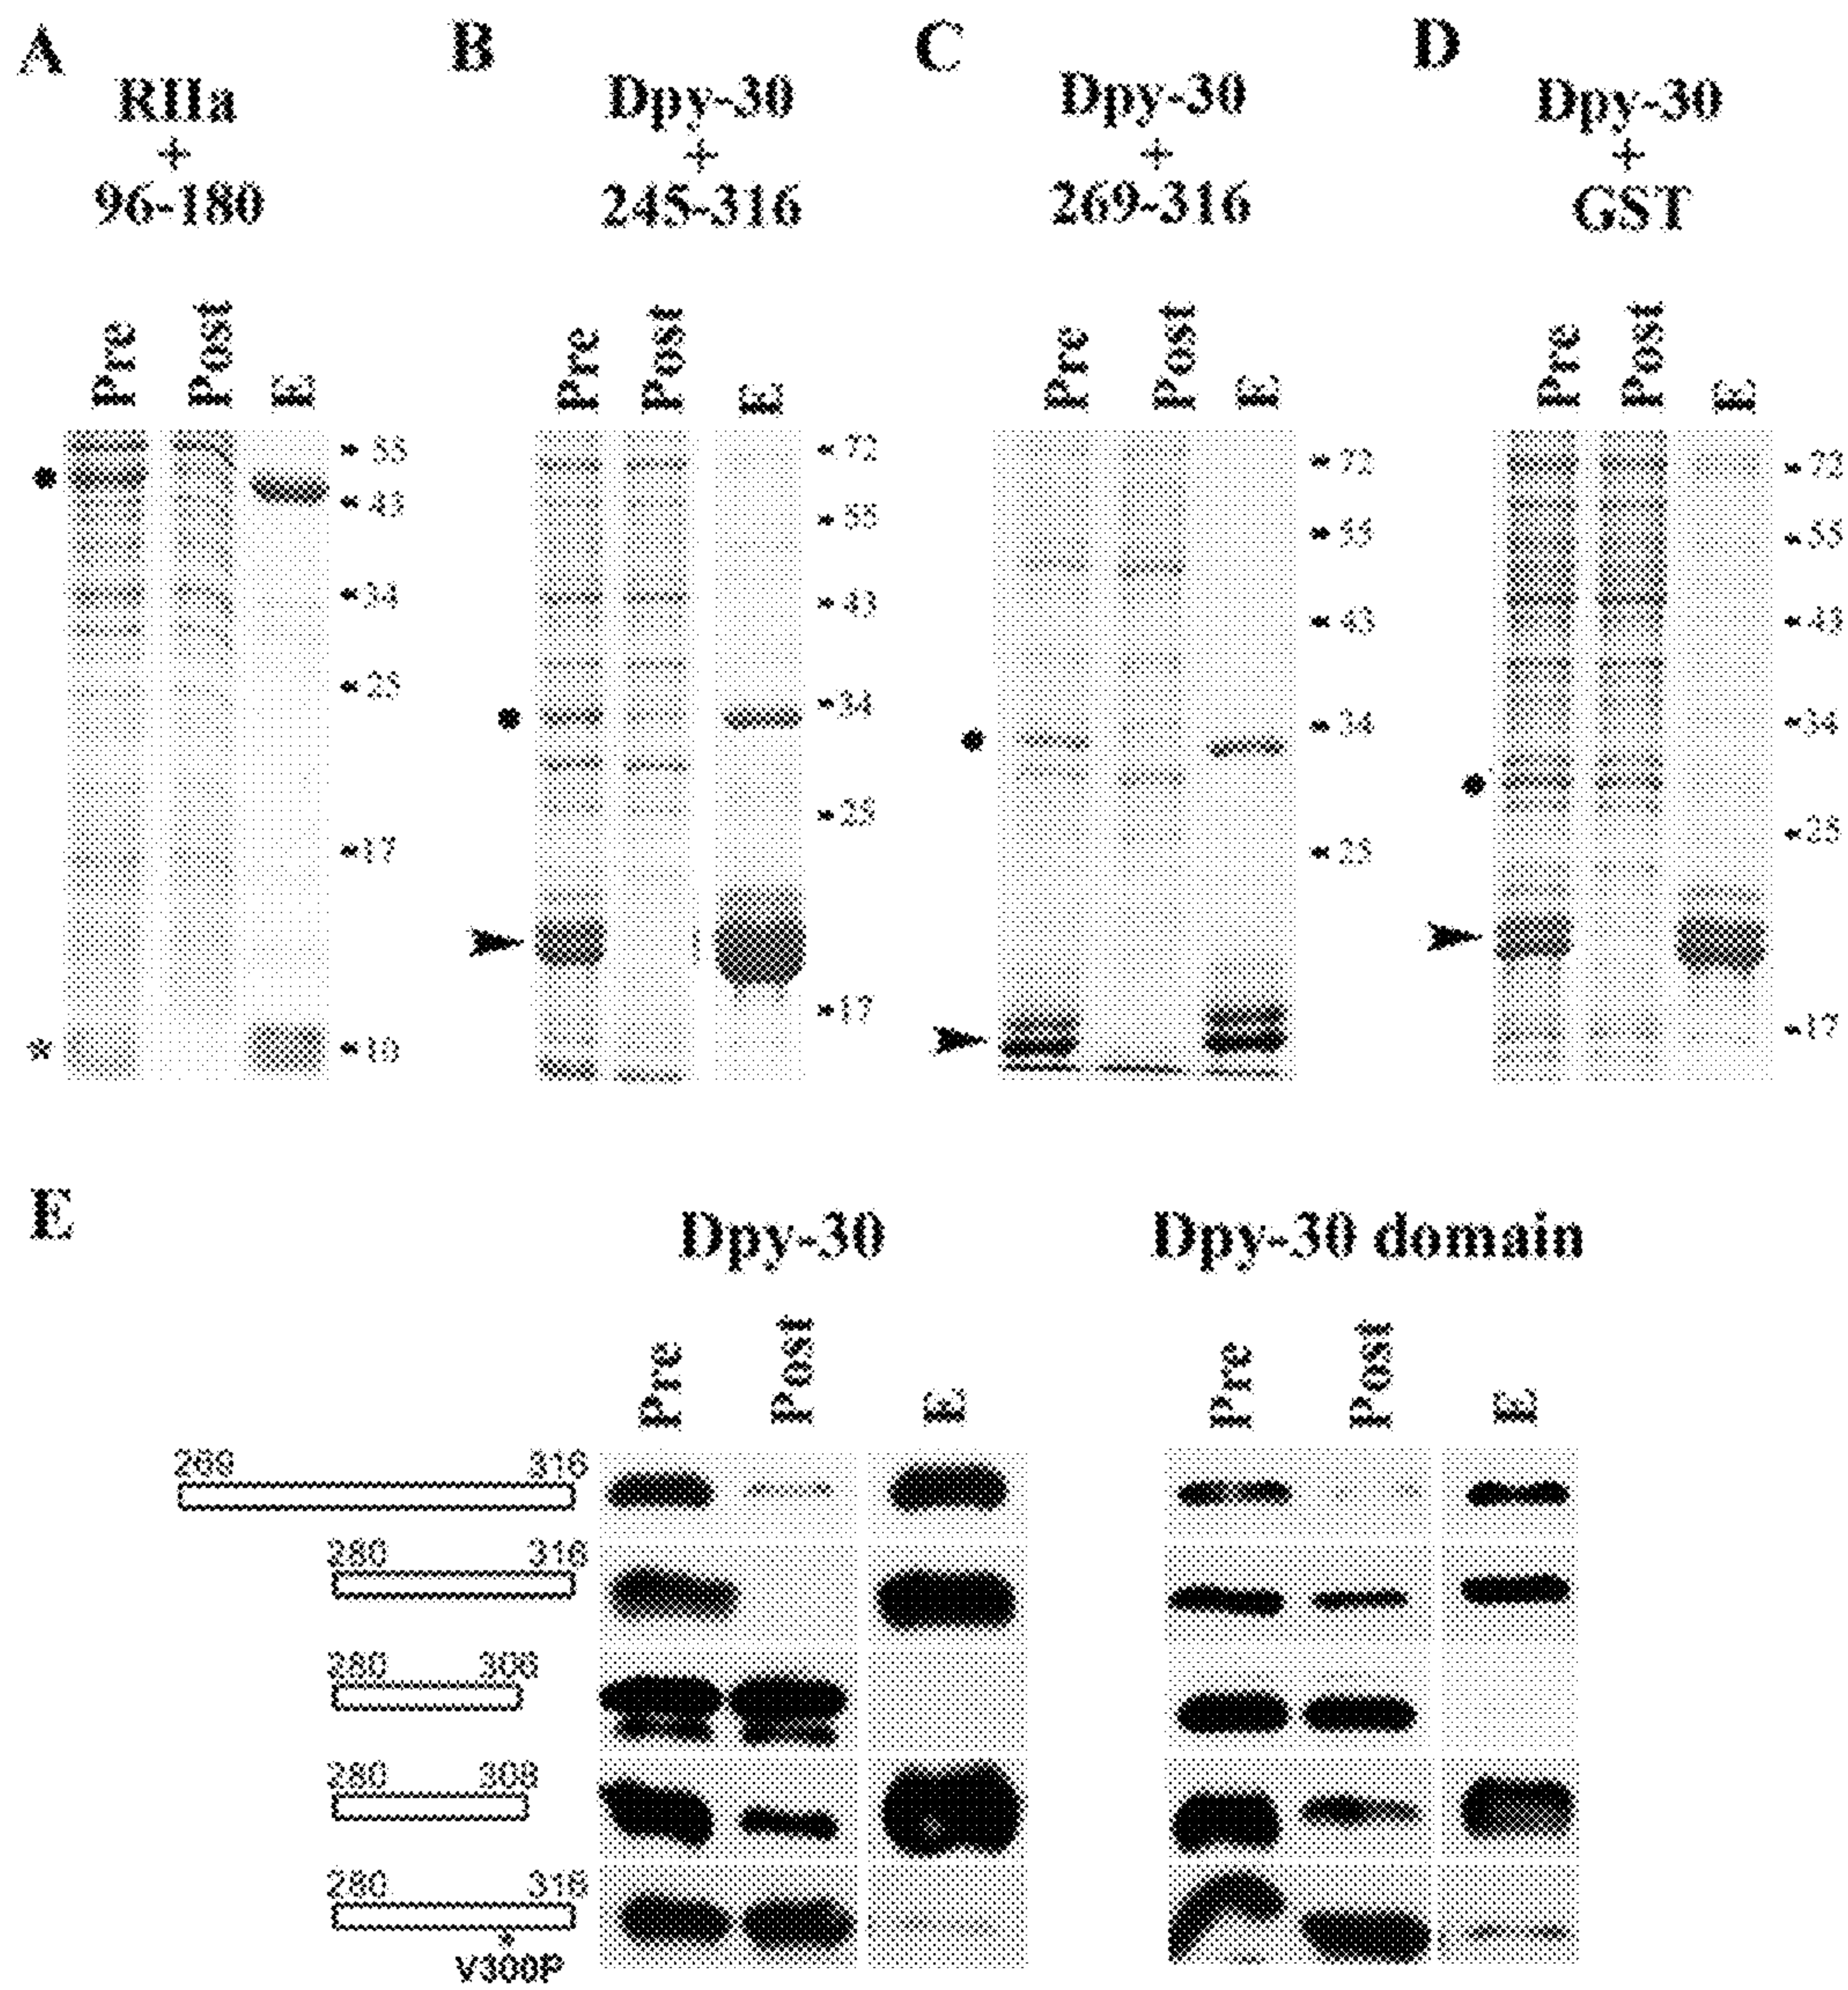 A B C D
RIIa
+
96-180
Dpy-30
+
245-316
Dpy-30
+
269-316
Dpy-30
+
GST
Pre Post E
Pre Post E
Pre Post E
Pre Post E
* 55
43
34
25
17
* 10
72
55
43
* 34
25
17
72
55
43
* 34
25
72
55
43
34
* 25
17
E
Dpy-30 Dpy-30 domain
Pre Post E Pre Post E
269 316
280 316
280 306
280 309
280 316
*
V300P